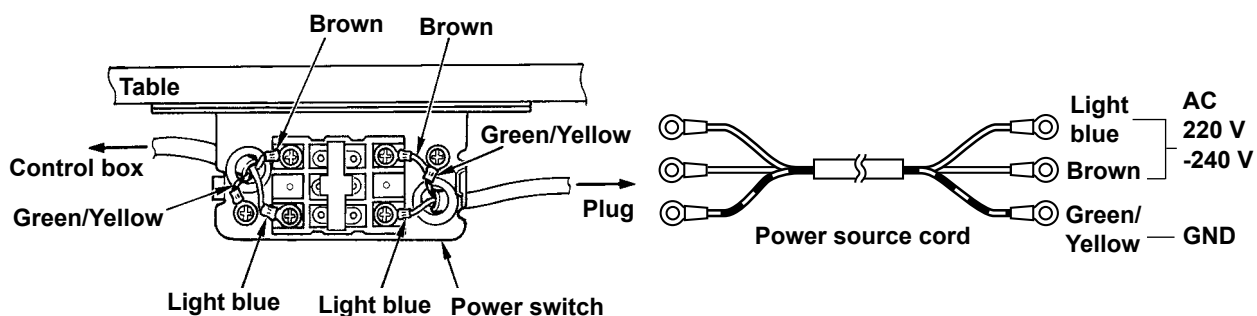 Brown
Brown
Table
Green/Yellow
Control box
Green/Yellow
Plug
Light blue
Light blue
Power switch
Light
blue
Brown
Green/
Yellow
AC
220 V
-240 V
GND
Power source cord